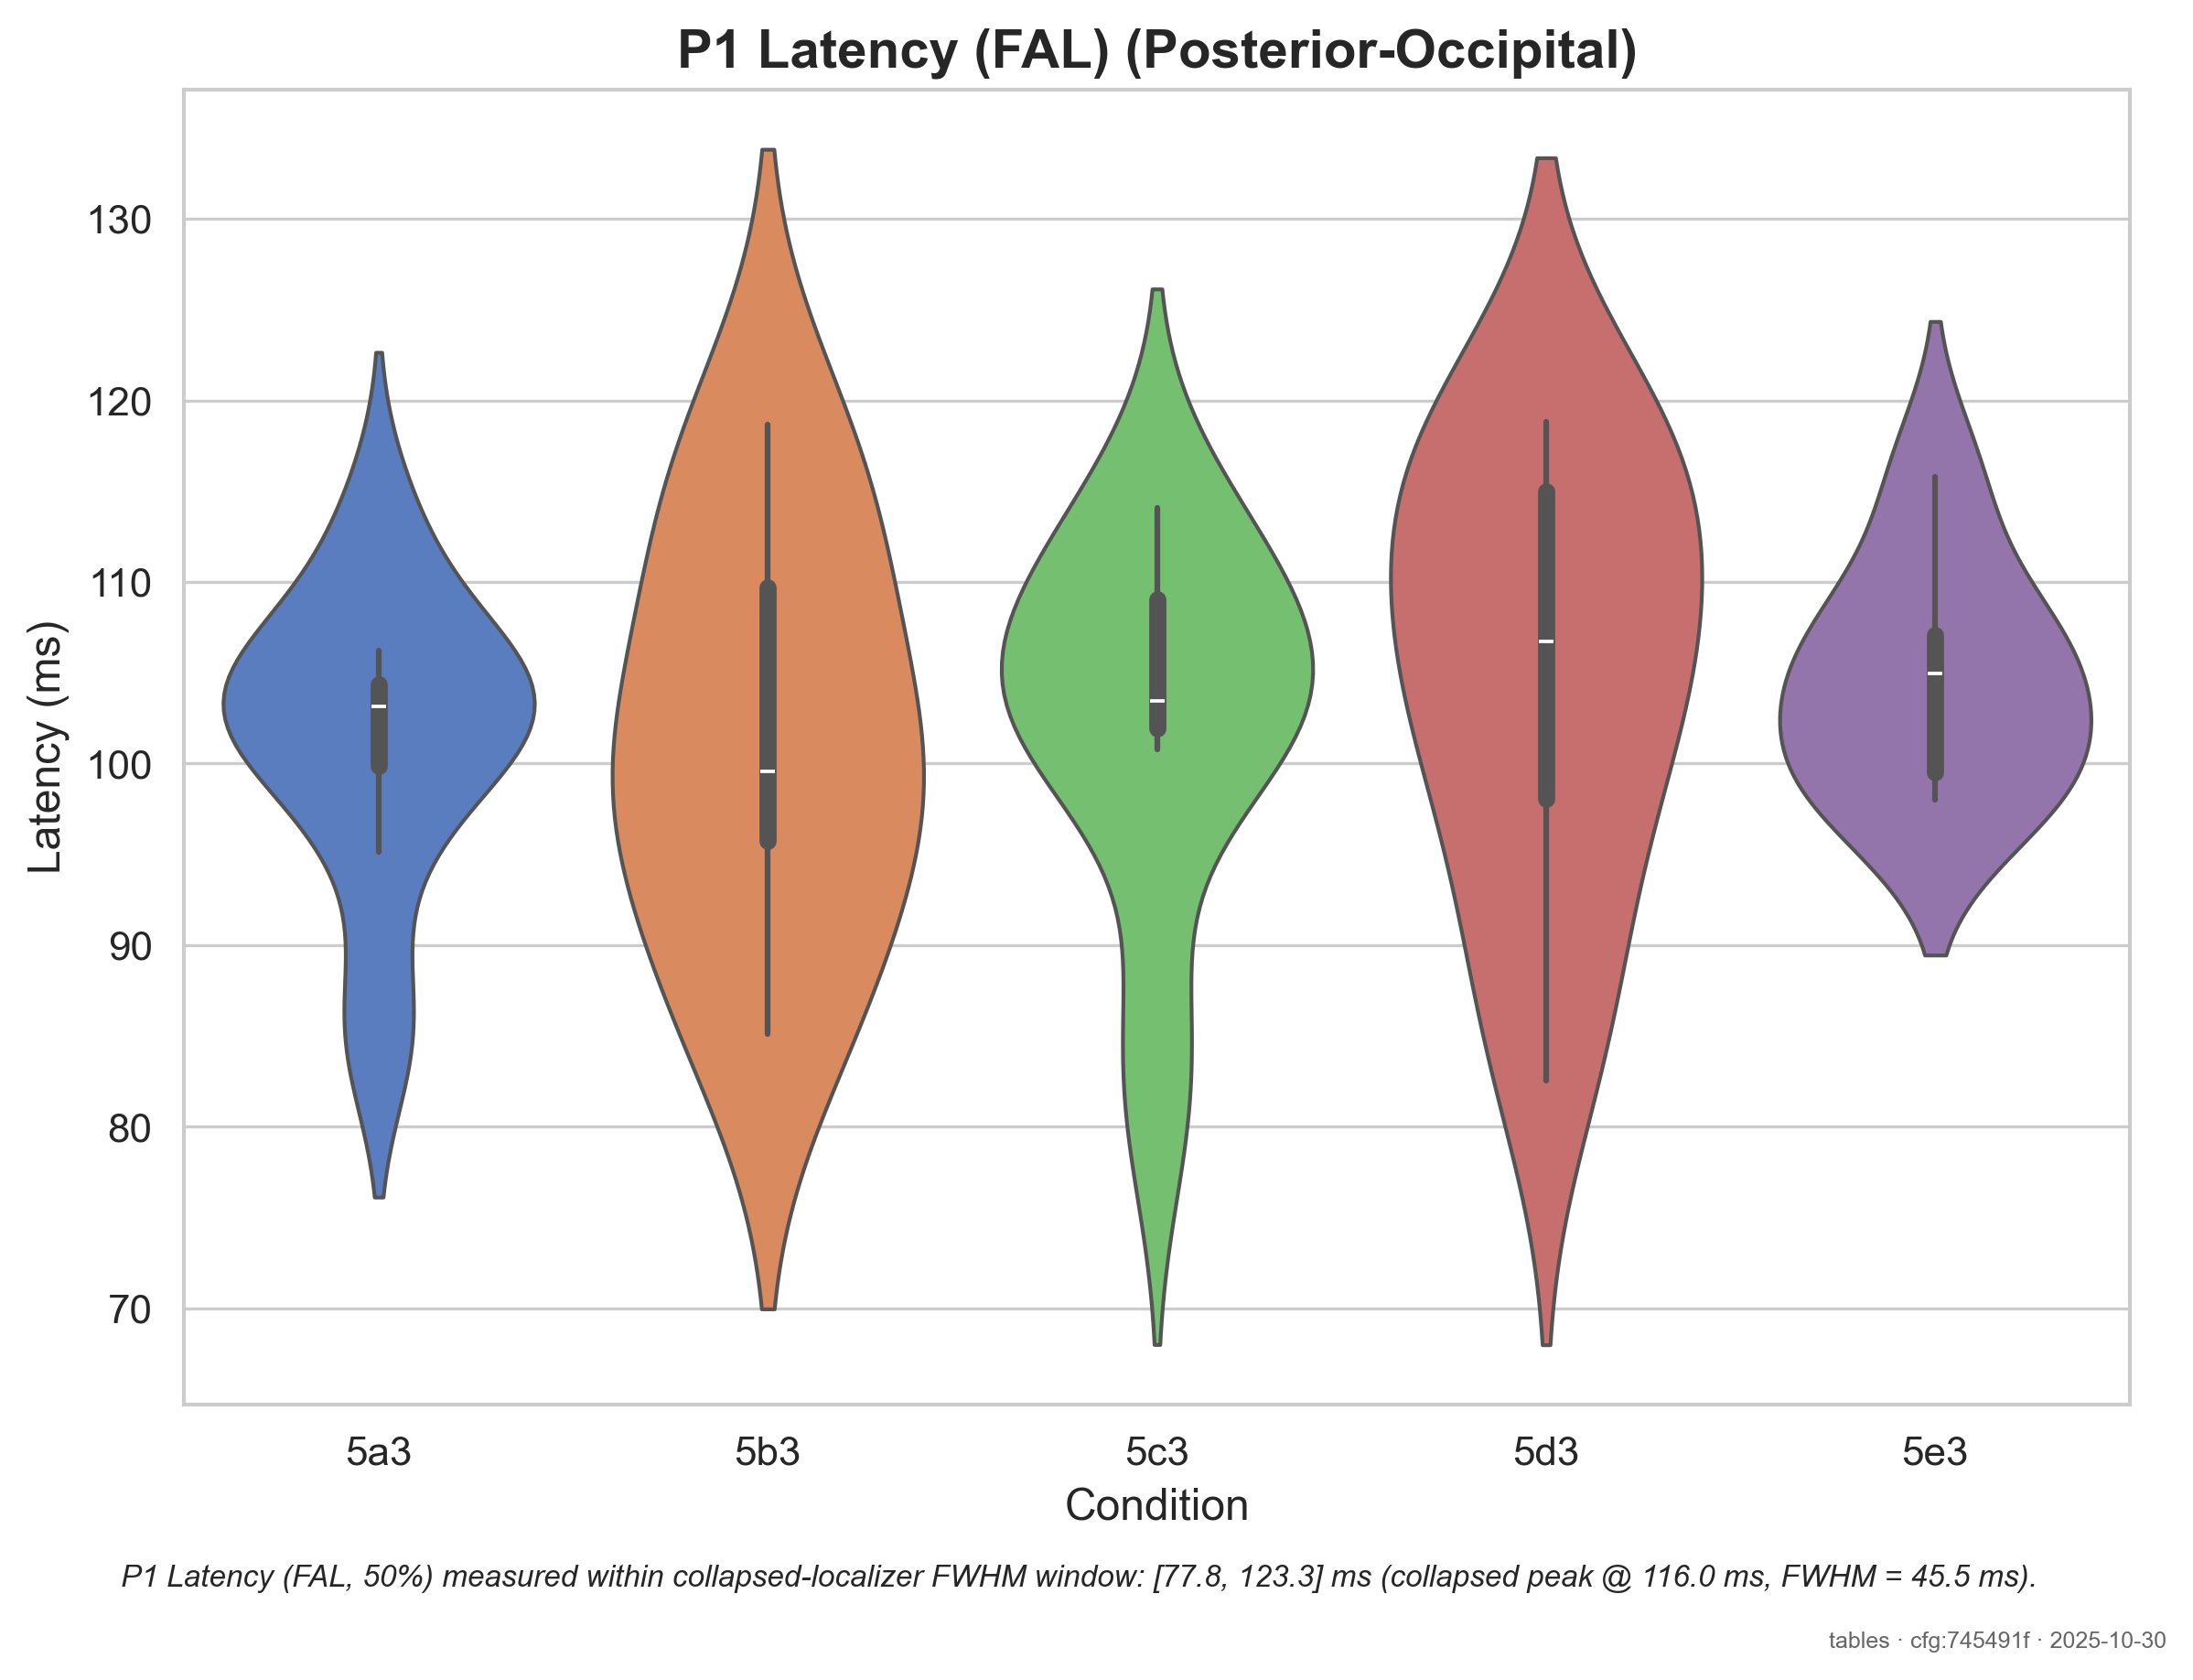 P1 Latency (FAL) (Posterior-Occipital)
Latency (ms)
130
120
110
100
90
80
70
5a3 5b3 5c3 5d3 5e3
Condition
P1 Latency (FAL, 50%) measured within collapsed-localizer FWHM window: [77.8, 123.3] ms (collapsed peak @ 116.0 ms, FWHM = 45.5 ms).
tables · cfg:745491f · 2025-10-30